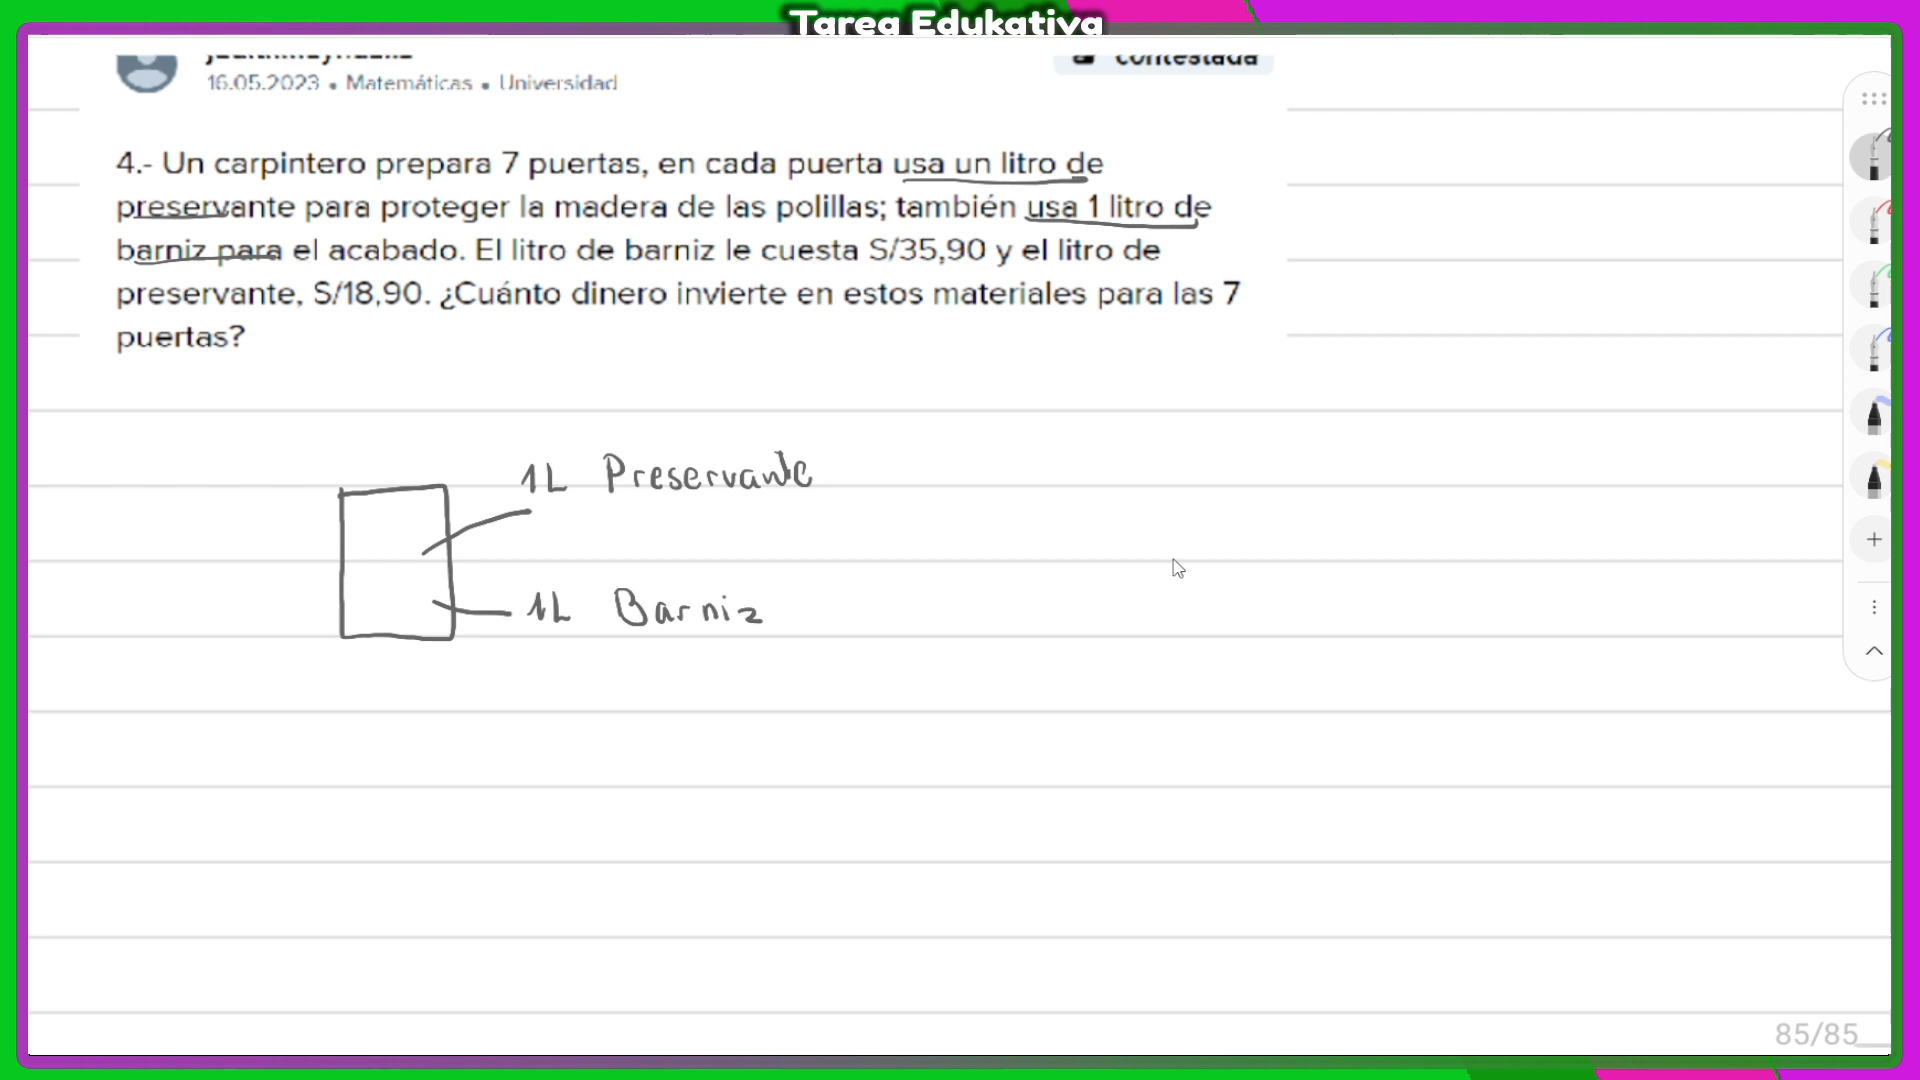 Tarea Edukativa
contestada
16.05.2023 • Matemáticas • Universidad
4.- Un carpintero prepara 7 puertas, en cada puerta usa un litro de
preservante para proteger la madera de las polillas; también usa 1 litro de
barniz para el acabado. El litro de barniz le cuesta S/35,90 y el litro de
preservante, S/18,90. ¿Cuánto dinero invierte en estos materiales para las 7
puertas?
1L Preservante
1L Barniz
85/85